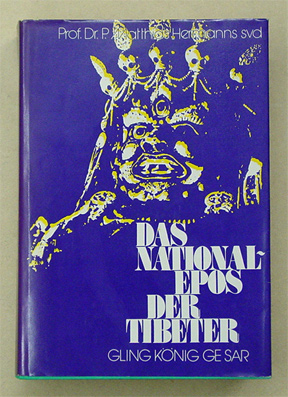 Prof. Dr. P. Matthias Hermanns svd
DAS
NATIONAL-
EPOS
DER
TIBETER
GLING KÖNIG GE SAR